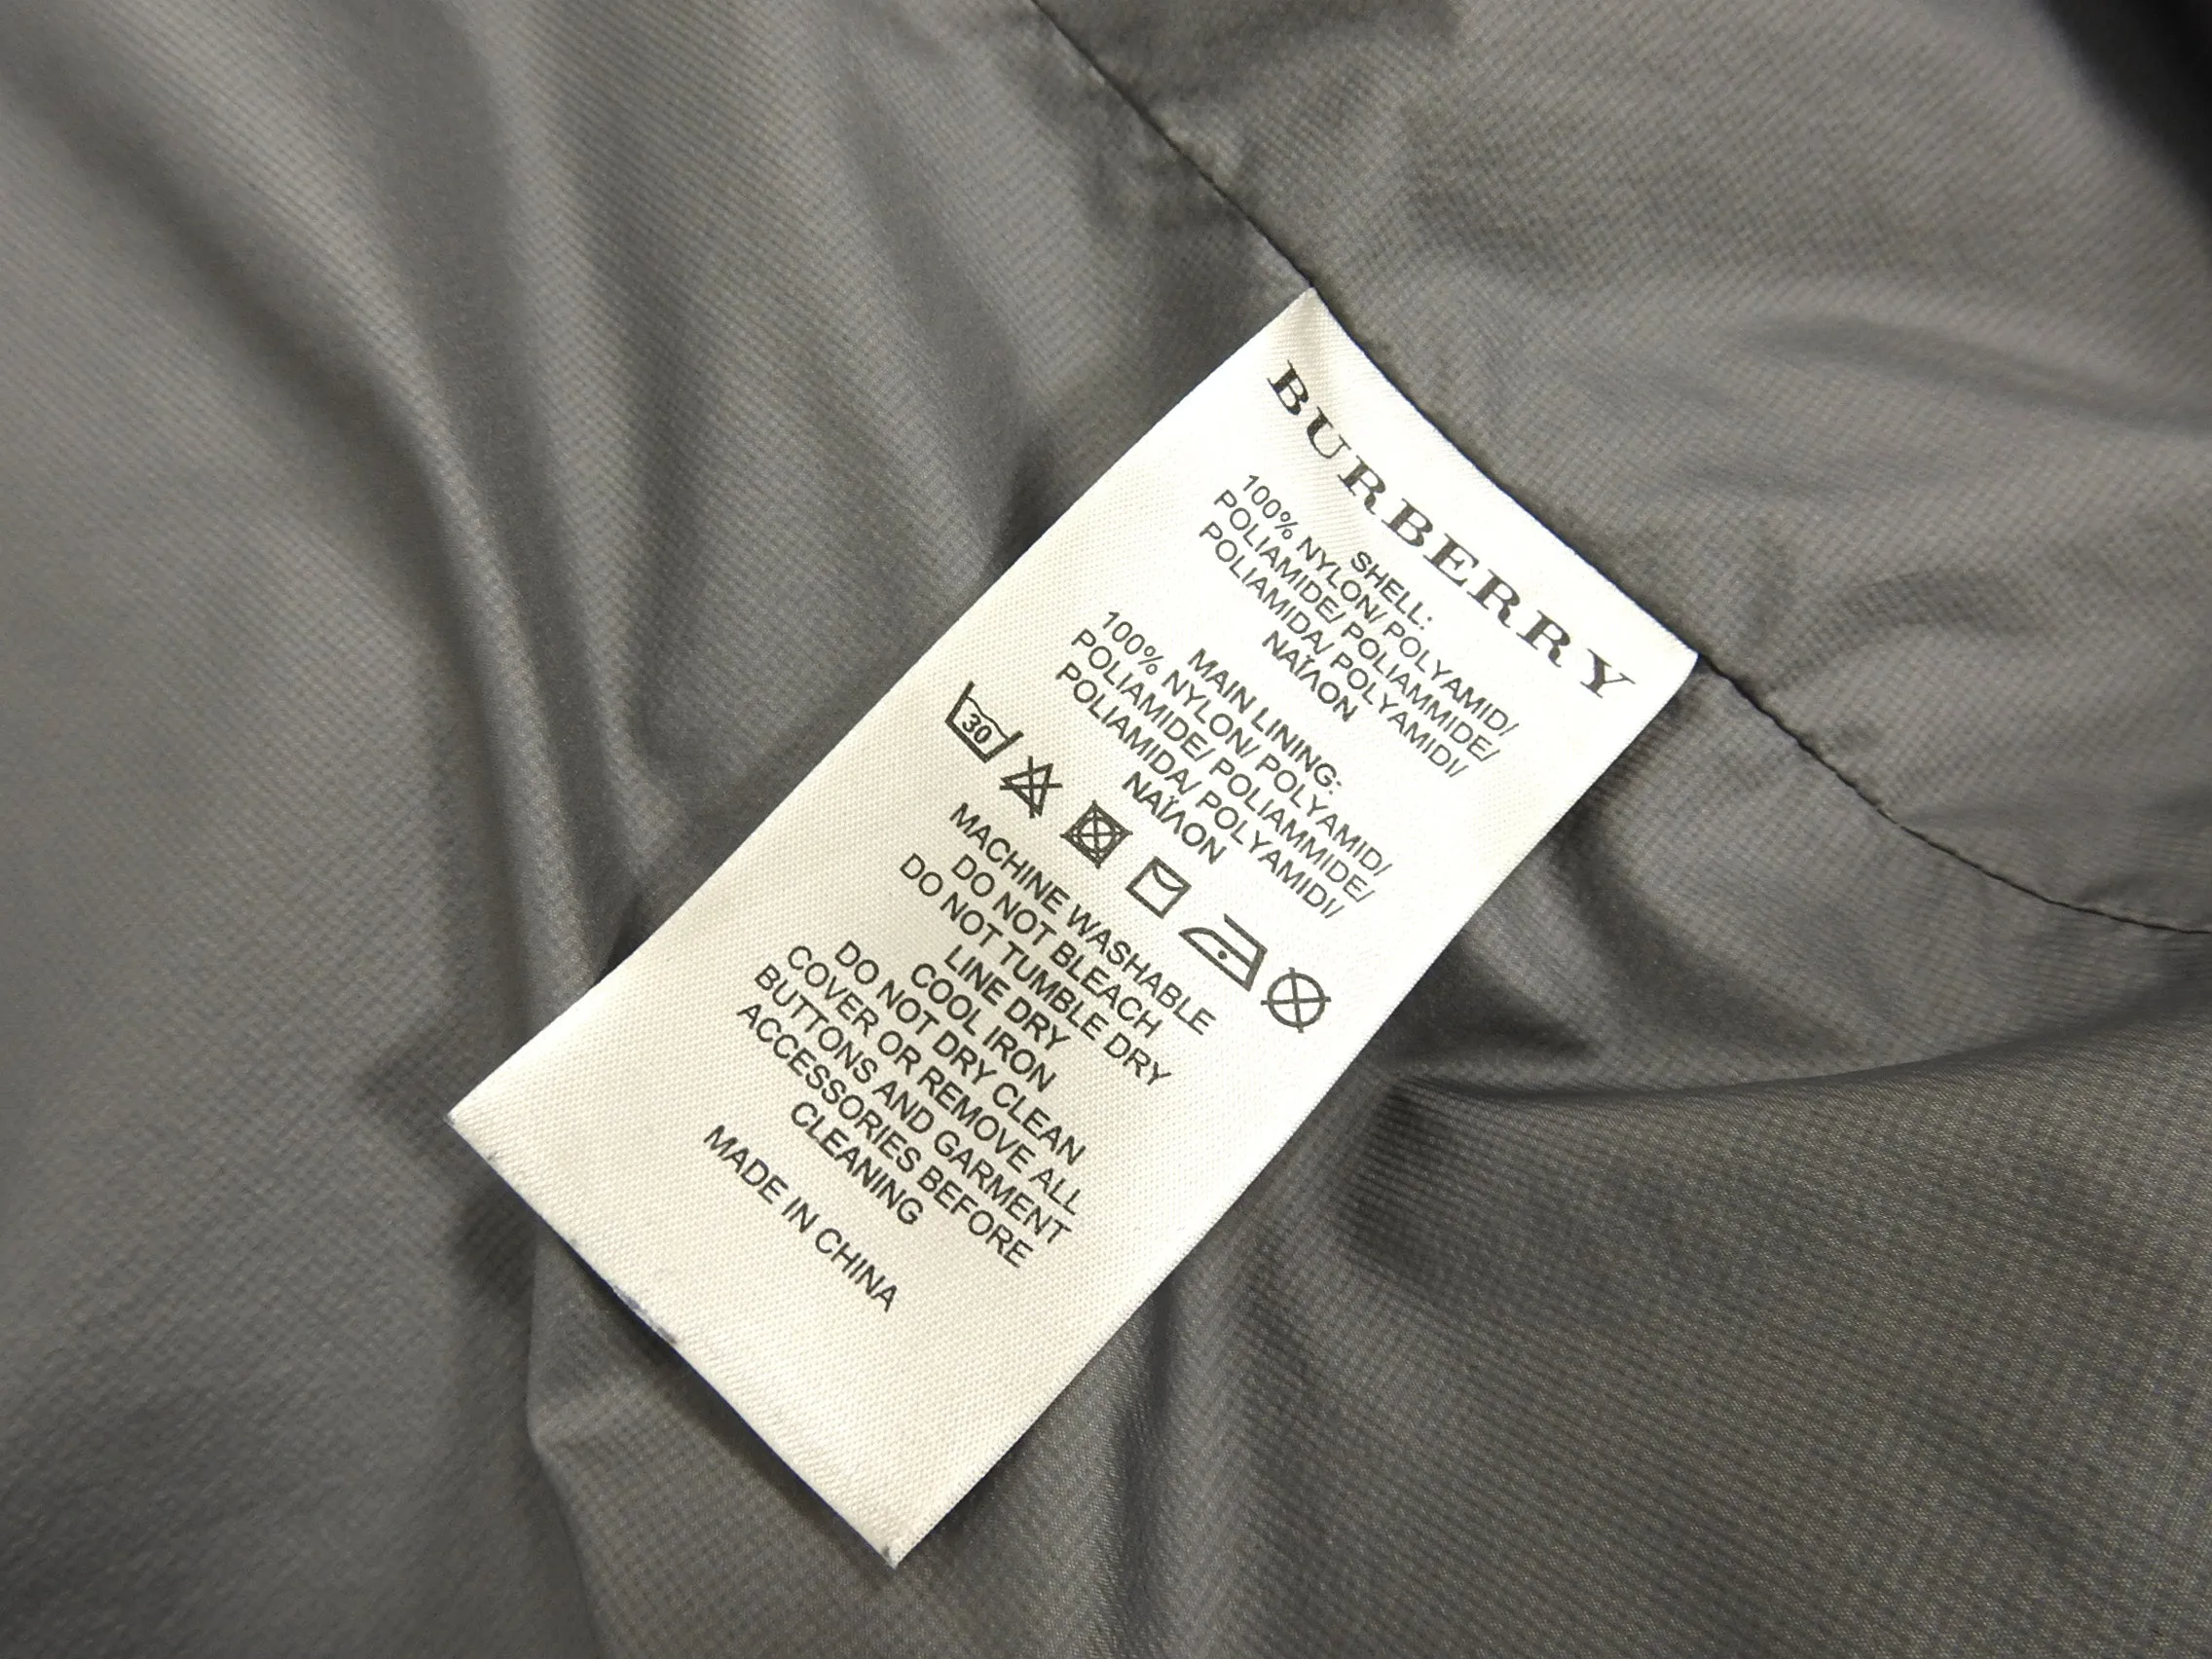 BURBERRY
SHELL:
100% NYLON/ POLYAMID/
POLIAMIDE/ POLIAMMIDE/
POLIAMIDA/ POLYAMIDI/
ΝΑΪΛΟΝ
MAIN LINING:
100% NYLON/ POLYAMID/
POLIAMIDE/ POLIAMMIDE/
POLIAMIDA/ POLYAMIDI/
ΝΑΪΛΟΝ
30
MACHINE WASHABLE
DO NOT BLEACH
DO NOT TUMBLE DRY
LINE DRY
COOL IRON
DO NOT DRY CLEAN
COVER OR REMOVE ALL
BUTTONS AND GARMENT
ACCESSORIES BEFORE
CLEANING
MADE IN CHINA